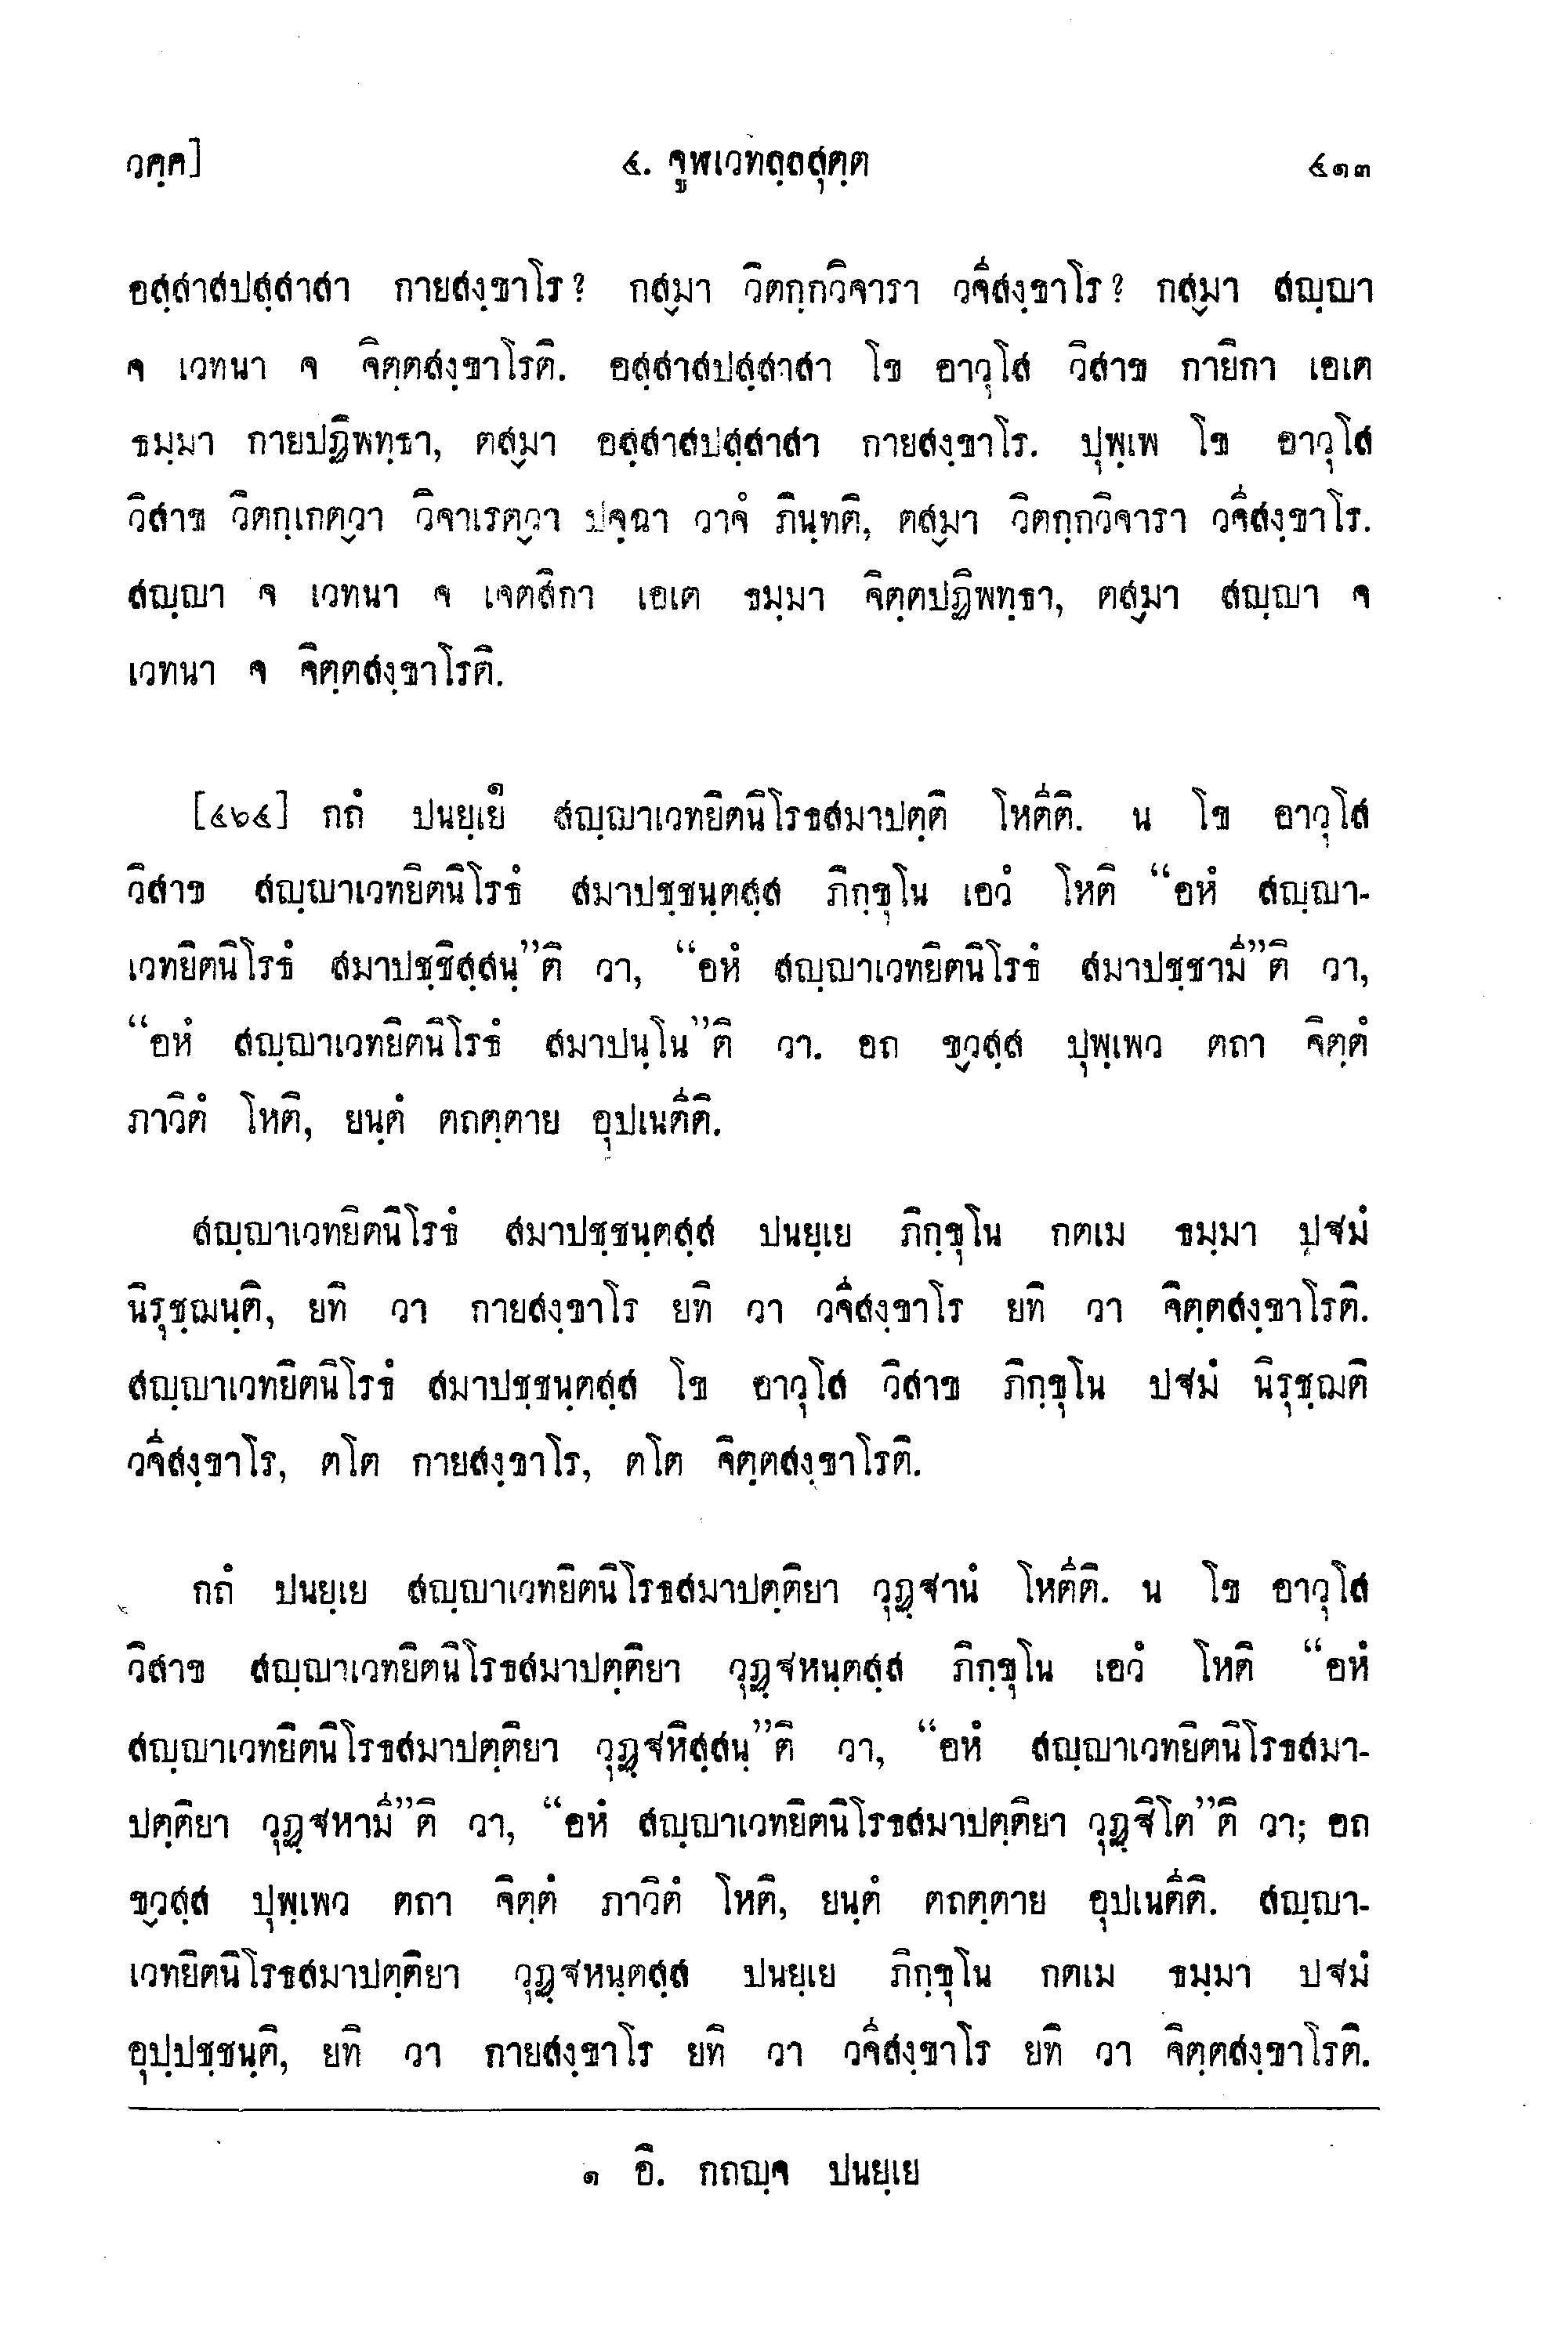 วคฺค] ๔. จูฬเวทลฺลสุตฺต ๔๑๓
อสฺสาสปสฺสาสา กายสงฺขาโร? กสฺมา วิตกฺกวิจารา วจีสงฺขาโร? กสฺมา สญฺญา
จ เวทนา จ จิตฺตสงฺขาโรติ. อสฺสาสปสฺสาสา โข อาวุโส วิสาข กายิกา เอเต
ธมฺมา กายปฏิพทฺธา, ตสฺมา อสฺสาสปสฺสาสา กายสงฺขาโร. ปุพฺเพ โข อาวุโส
วิสาข วิตกฺเกตฺวา วิจาเรตฺวา ปจฺฉา วาจํ ภินฺทติ, ตสฺมา วิตกฺกวิจารา วจีสงฺขาโร.
สญฺญา จ เวทนา จ เจตสิกา เอเต ธมฺมา จิตฺตปฏิพทฺธา, ตสฺมา สญฺญา จ
เวทนา จ จิตฺตสงฺขาโรติ.
[๔๖๔] กถํ ปนยฺเย๑ สญฺญาเวทยิตนิโรธสมาปตฺติ โหตีติ. น โข อาวุโส
วิสาข สญฺญาเวทยิตนิโรธํ สมาปชฺชนฺตสฺส ภิกฺขุโน เอวํ โหติ “อหํ สญฺญา-
เวทยิตนิโรธํ สมาปชฺชิสฺสนฺ”ติ วา, “อหํ สญฺญาเวทยิตนิโรธํ สมาปชฺชามี”ติ วา,
“อหํ สญฺญาเวทยิตนิโรธํ สมาปนฺโน”ติ วา. อถ ขฺวสฺส ปุพฺเพว ตถา จิตฺตํ
ภาวิตํ โหติ, ยนฺตํ ตถตฺตาย อุปเนตีติ.
สญฺญาเวทยิตนิโรธํ สมาปชฺชนฺตสฺส ปนยฺเย ภิกฺขุโน กตเม ธมฺมา ปฐมํ
นิรุชฺฌนฺติ, ยทิ วา กายสงฺขาโร ยทิ วา วจีสงฺขาโร ยทิ วา จิตฺตสงฺขาโรติ.
สญฺญาเวทยิตนิโรธํ สมาปชฺชนฺตสฺส โข อาวุโส วิสาข ภิกฺขุโน ปฐมํ นิรุชฺฌติ
วจีสงฺขาโร, ตโต กายสงฺขาโร, ตโต จิตฺตสงฺขาโรติ.
กถํ ปนยฺเย สญฺญาเวทยิตนิโรธสมาปตฺติยา วุฏฺฐานํ โหตีติ. น โข อาวุโส
วิสาข สญฺญาเวทยิตนิโรธสมาปตฺติยา วุฏฺฐหนฺตสฺส ภิกฺขุโน เอวํ โหติ “อหํ
สญฺญาเวทยิตนิโรธสมาปตฺติยา วุฏฺฐหิสฺสนฺ”ติ วา, “อหํ สญฺญาเวทยิตนิโรธสมา-
ปตฺติยา วุฏฺฐหามี”ติ วา, “อหํ สญฺญาเวทยิตนิโรธสมาปตฺติยา วุฏฺฐิโต”ติ วา; อถ
ขฺวสฺส ปุพฺเพว ตถา จิตฺตํ ภาวิตํ โหติ, ยนฺตํ ตถตฺตาย อุปเนตีติ. สญฺญา-
เวทยิตนิโรธสมาปตฺติยา วุฏฺฐหนฺตสฺส ปนยฺเย ภิกฺขุโน กตเม ธมฺมา ปฐมํ
อุปฺปชฺชนฺติ, ยทิ วา กายสงฺขาโร ยทิ วา วจีสงฺขาโร ยทิ วา จิตฺตสงฺขาโรติ.
๑ อิ. กถญฺจ ปนยฺเย